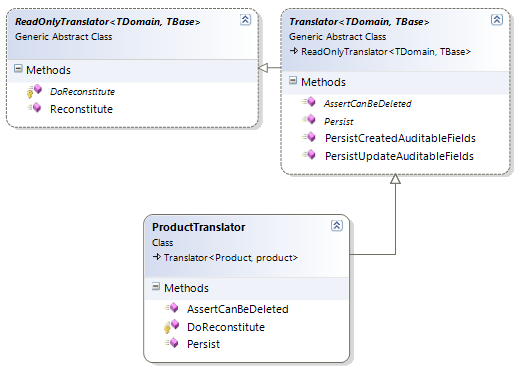 ReadOnlyTranslator<TDomain, TBase>
Generic Abstract Class
Methods
DoReconstitute
Reconstitute
Translator<TDomain, TBase>
Generic Abstract Class
ReadOnlyTranslator<TDomain, TBase>
Methods
AssertCanBeDeleted
Persist
PersistCreatedAuditableFields
PersistUpdateAuditableFields
ProductTranslator
Class
Translator<Product, product>
Methods
AssertCanBeDeleted
DoReconstitute
Persist